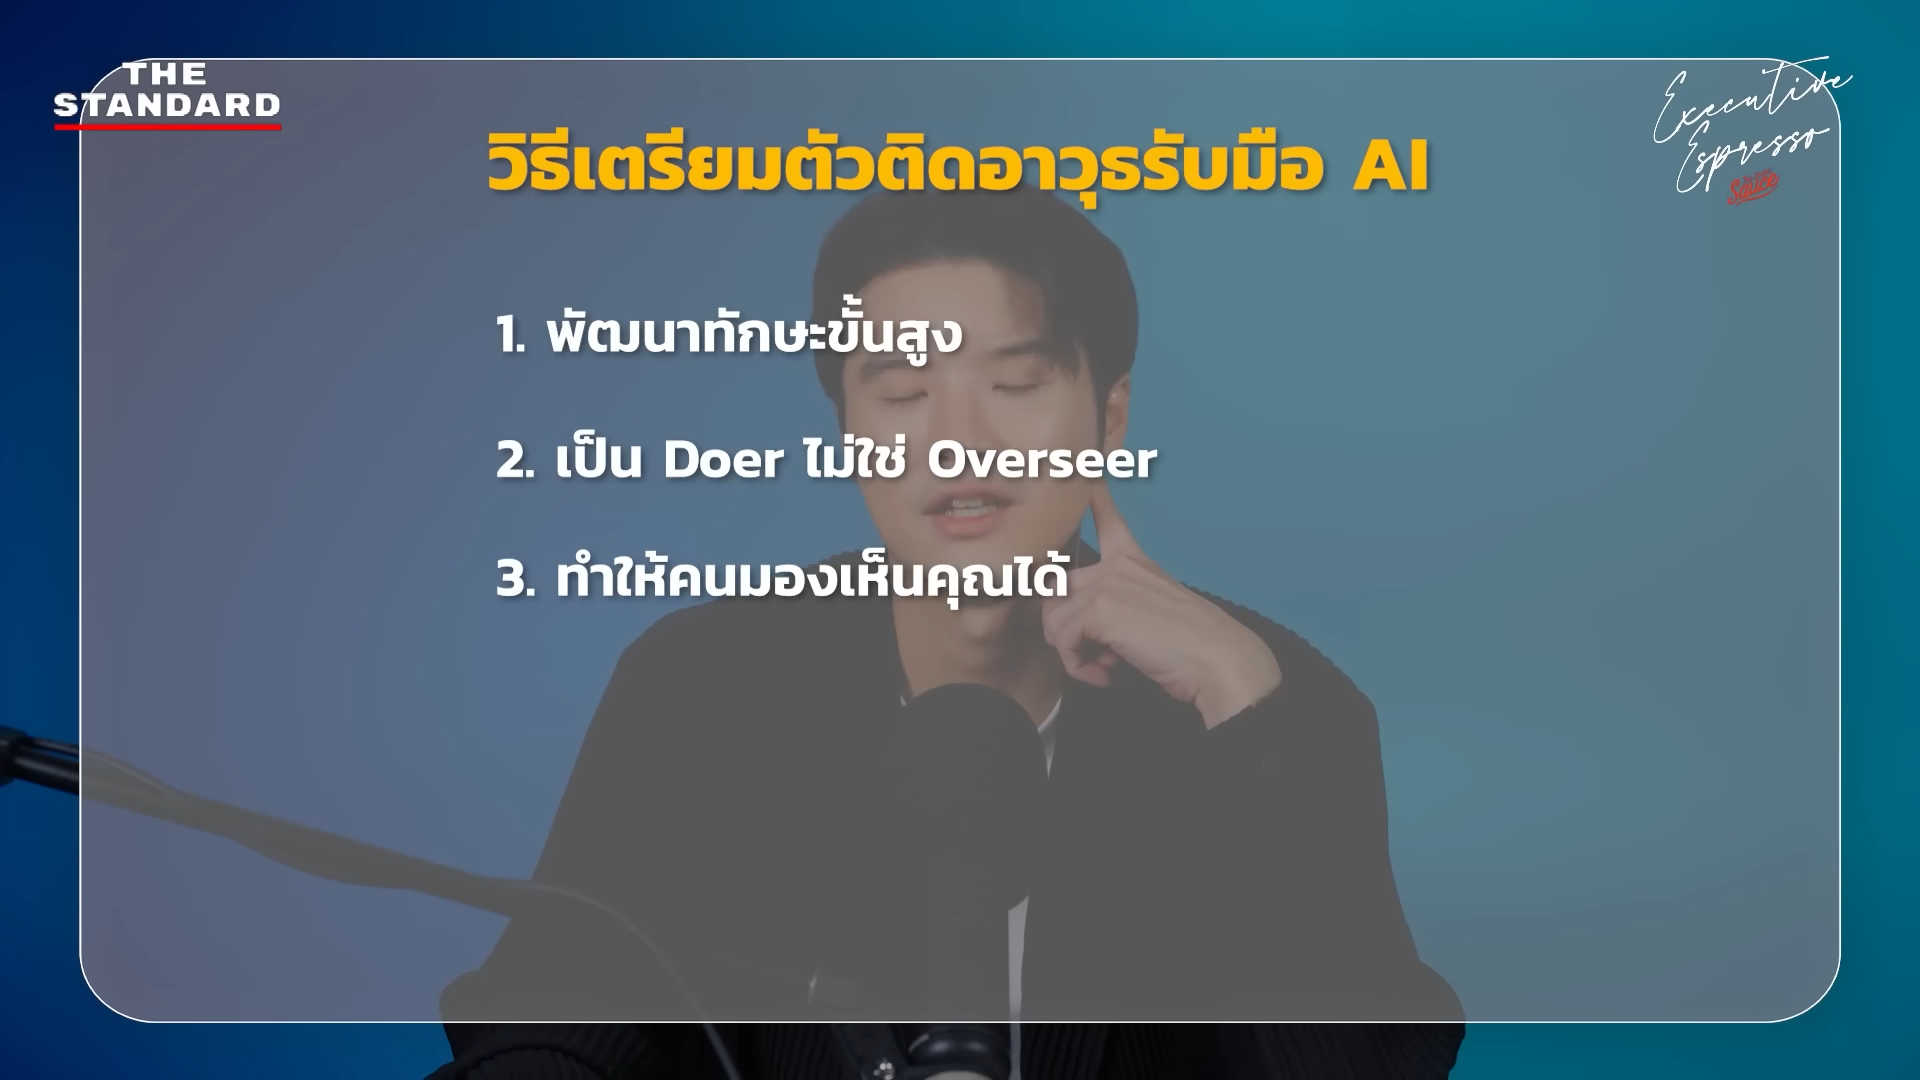 THE
STANDARD
Executive
Espresso
The Secret
Sauce
วิธีเตรียมตัวติดอาวุธรับมือ AI
1. พัฒนาทักษะขั้นสูง
2. เป็น Doer ไม่ใช่ Overseer
3. ทำให้คนมองเห็นคุณได้